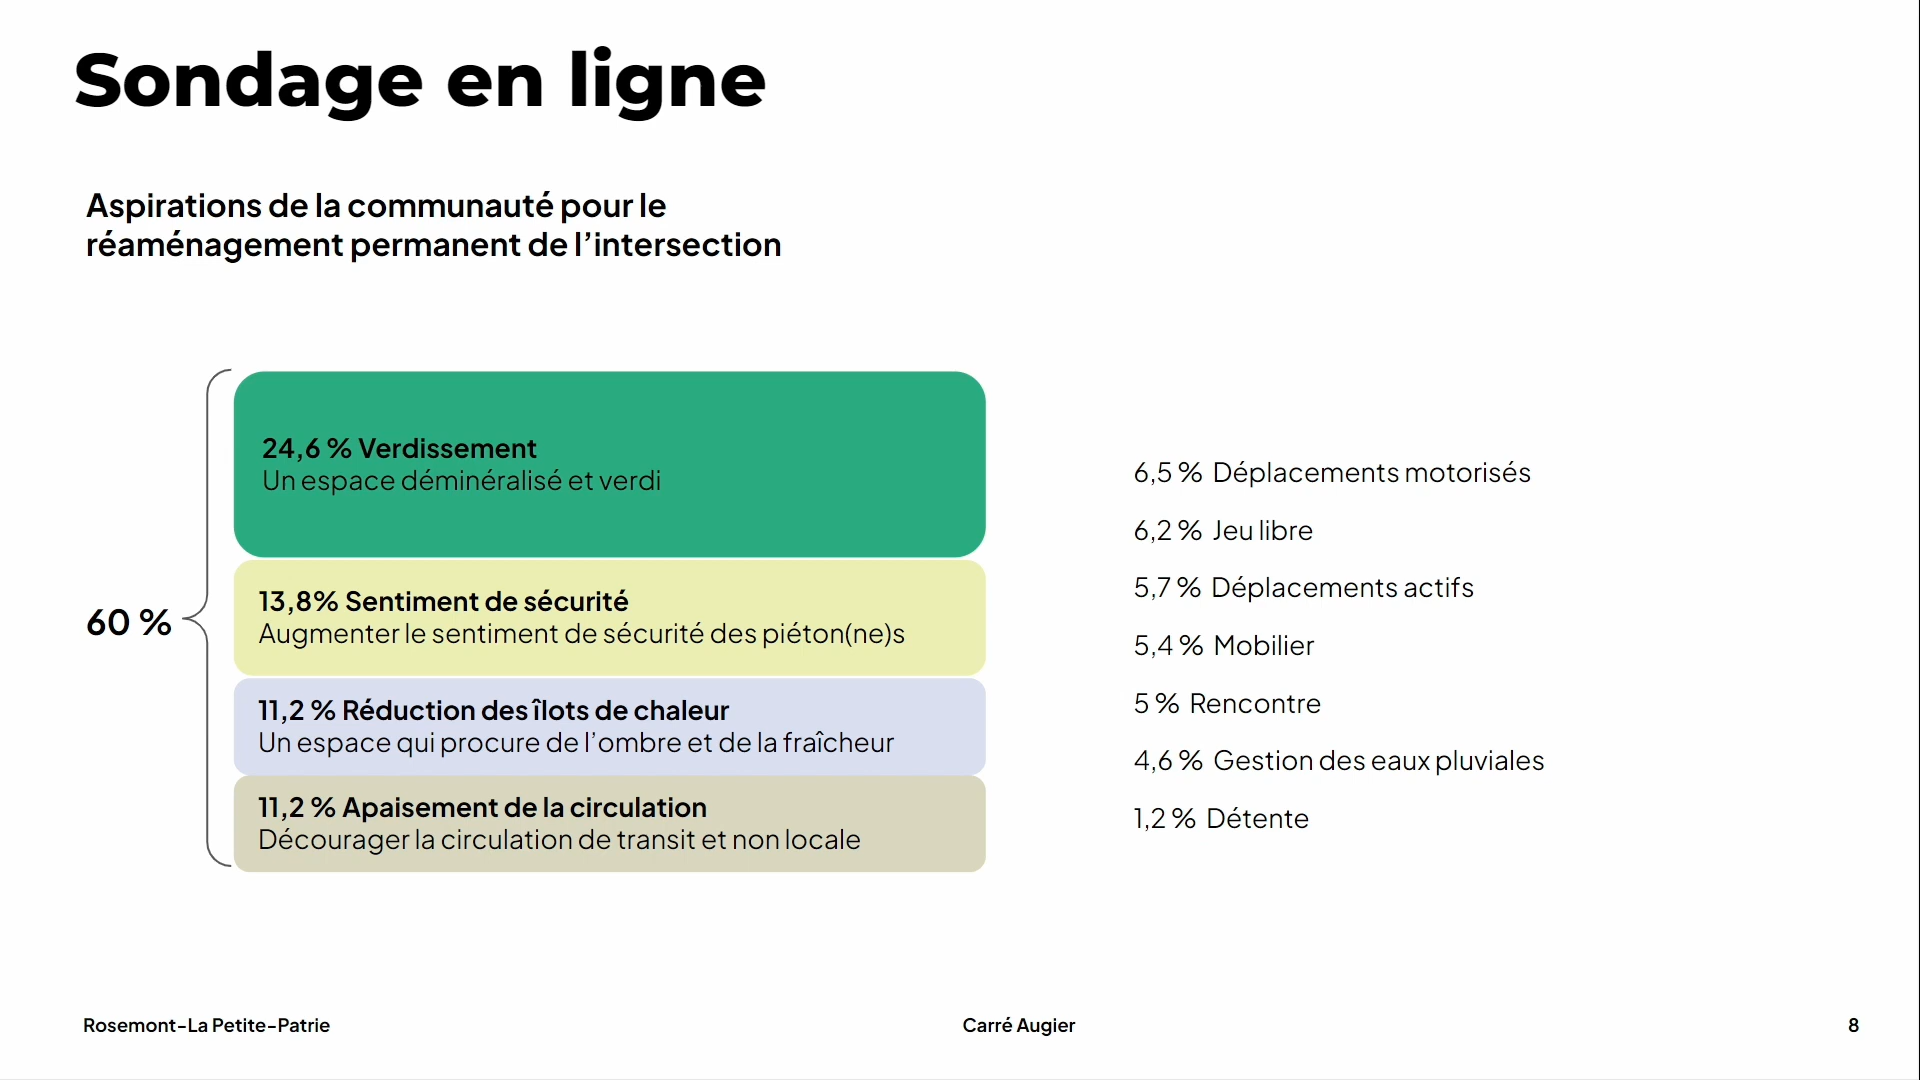 Sondage en ligne
Aspirations de la communauté pour le
réaménagement permanent de l’intersection
60 %
24,6 % Verdissement
Un espace déminéralisé et verdi
13,8% Sentiment de sécurité
Augmenter le sentiment de sécurité des piéton(ne)s
11,2 % Réduction des îlots de chaleur
Un espace qui procure de l’ombre et de la fraîcheur
11,2 % Apaisement de la circulation
Décourager la circulation de transit et non locale
6,5 % Déplacements motorisés
6,2 % Jeu libre
5,7 % Déplacements actifs
5,4 % Mobilier
5 % Rencontre
4,6 % Gestion des eaux pluviales
1,2 % Détente
Rosemont-La Petite-Patrie
Carré Augier
8